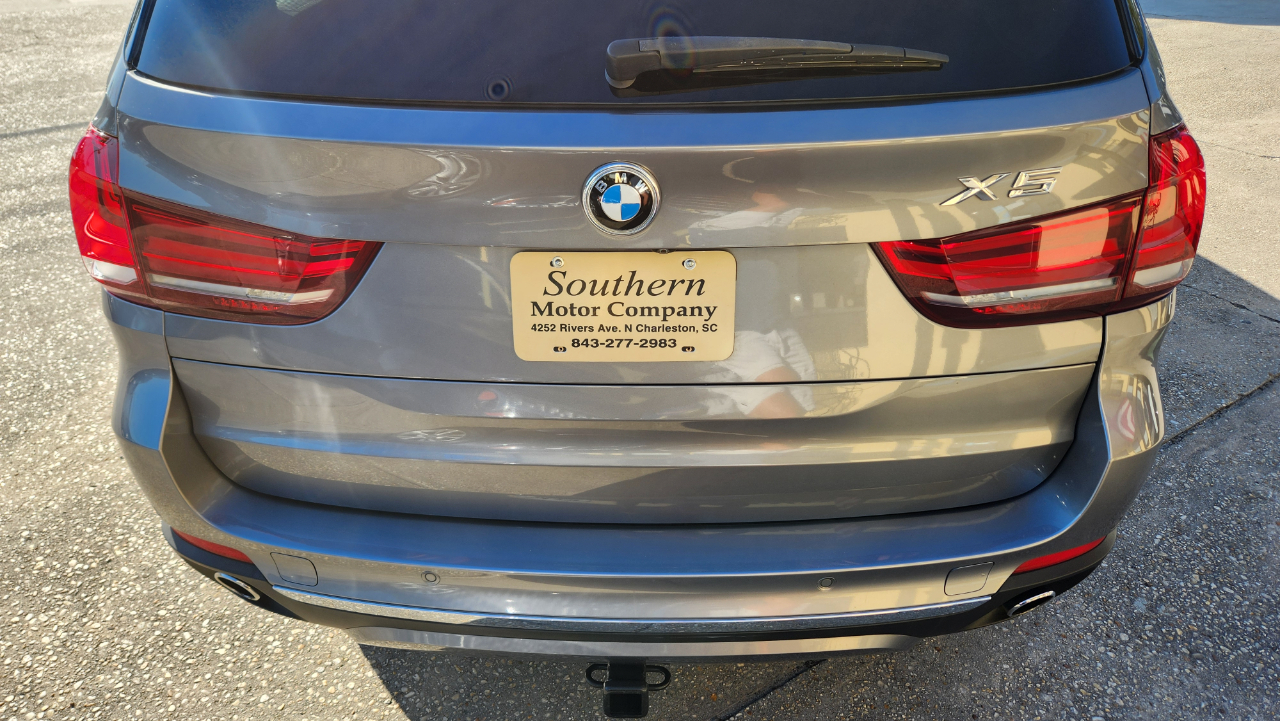 BMW
X5
Southern
Motor Company
4252 Rivers Ave. N Charleston, SC
843-277-2983